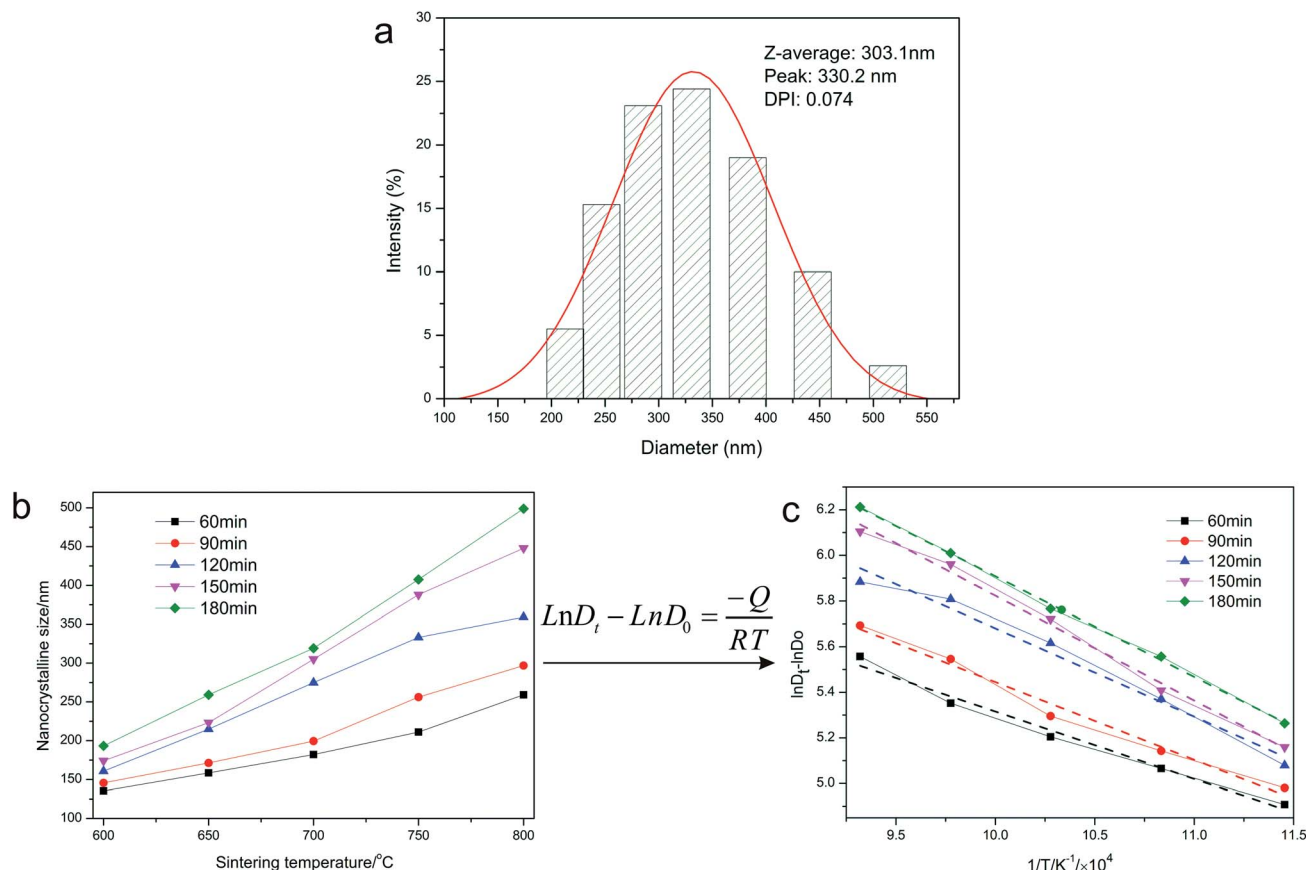 a
30
25
20
15
10
5
0
Intensity (%)
Z-average: 303.1nm
Peak: 330.2 nm
DPI: 0.074
100 150 200 250 300 350 400 450 500 550
Diameter (nm)
b
500
450
400
350
300
250
200
150
100
Nanocrystalline size/nm
60min
90min
120min
150min
180min
600 650 700 750 800
Sintering temperature/°C
LnD_t − LnD_0 = −Q/RT
c
6.2
6.0
5.8
5.6
5.4
5.2
5.0
lnD_t-lnDo
60min
90min
120min
150min
180min
9.5 10.0 10.5 11.0 11.5
1/T/K⁻¹/×10⁴